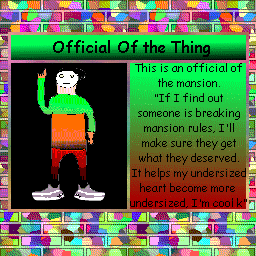 Official Of the Thing
This is an official of
the mansion.
"If I find out
someone is breaking
mansion rules, I'll
make sure they get
what they deserved.
It helps my undersized
heart become more
undersized, I'm cool k"